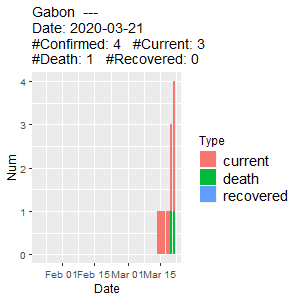 Gabon ---
Date: 2020-03-21
#Confirmed: 4 #Current: 3
#Death: 1 #Recovered: 0
4
3
2
1
0
Num
Feb 01 Feb 15 Mar 01 Mar 15
Date
Type
current
death
recovered